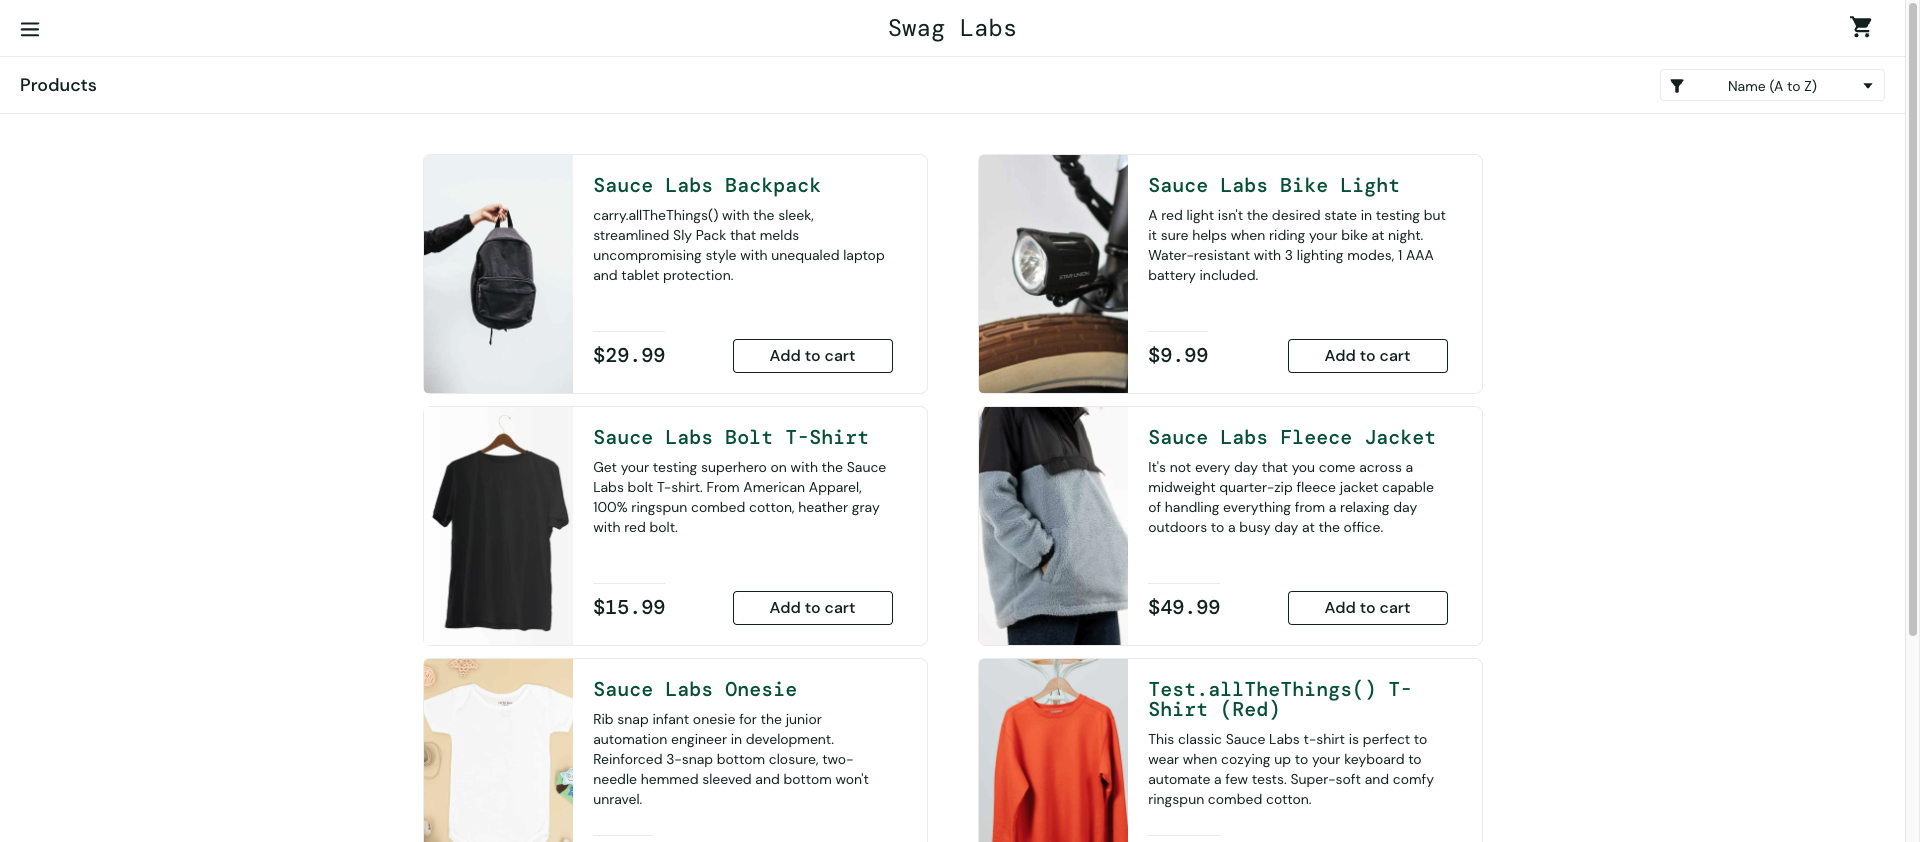 Swag Labs
Products
Name (A to Z)
Sauce Labs Backpack
carry.allTheThings() with the sleek,
streamlined Sly Pack that melds
uncompromising style with unequaled laptop
and tablet protection.
$29.99
Add to cart
Sauce Labs Bike Light
A red light isn't the desired state in testing but
it sure helps when riding your bike at night.
Water-resistant with 3 lighting modes, 1 AAA
battery included.
$9.99
Add to cart
Sauce Labs Bolt T-Shirt
Get your testing superhero on with the Sauce
Labs bolt T-shirt. From American Apparel,
100% ringspun combed cotton, heather gray
with red bolt.
$15.99
Add to cart
Sauce Labs Fleece Jacket
It's not every day that you come across a
midweight quarter-zip fleece jacket capable
of handling everything from a relaxing day
outdoors to a busy day at the office.
$49.99
Add to cart
Sauce Labs Onesie
Rib snap infant onesie for the junior
automation engineer in development.
Reinforced 3-snap bottom closure, two-
needle hemmed sleeved and bottom won't
unravel.
Test.allTheThings() T-
Shirt (Red)
This classic Sauce Labs t-shirt is perfect to
wear when cozying up to your keyboard to
automate a few tests. Super-soft and comfy
ringspun combed cotton.